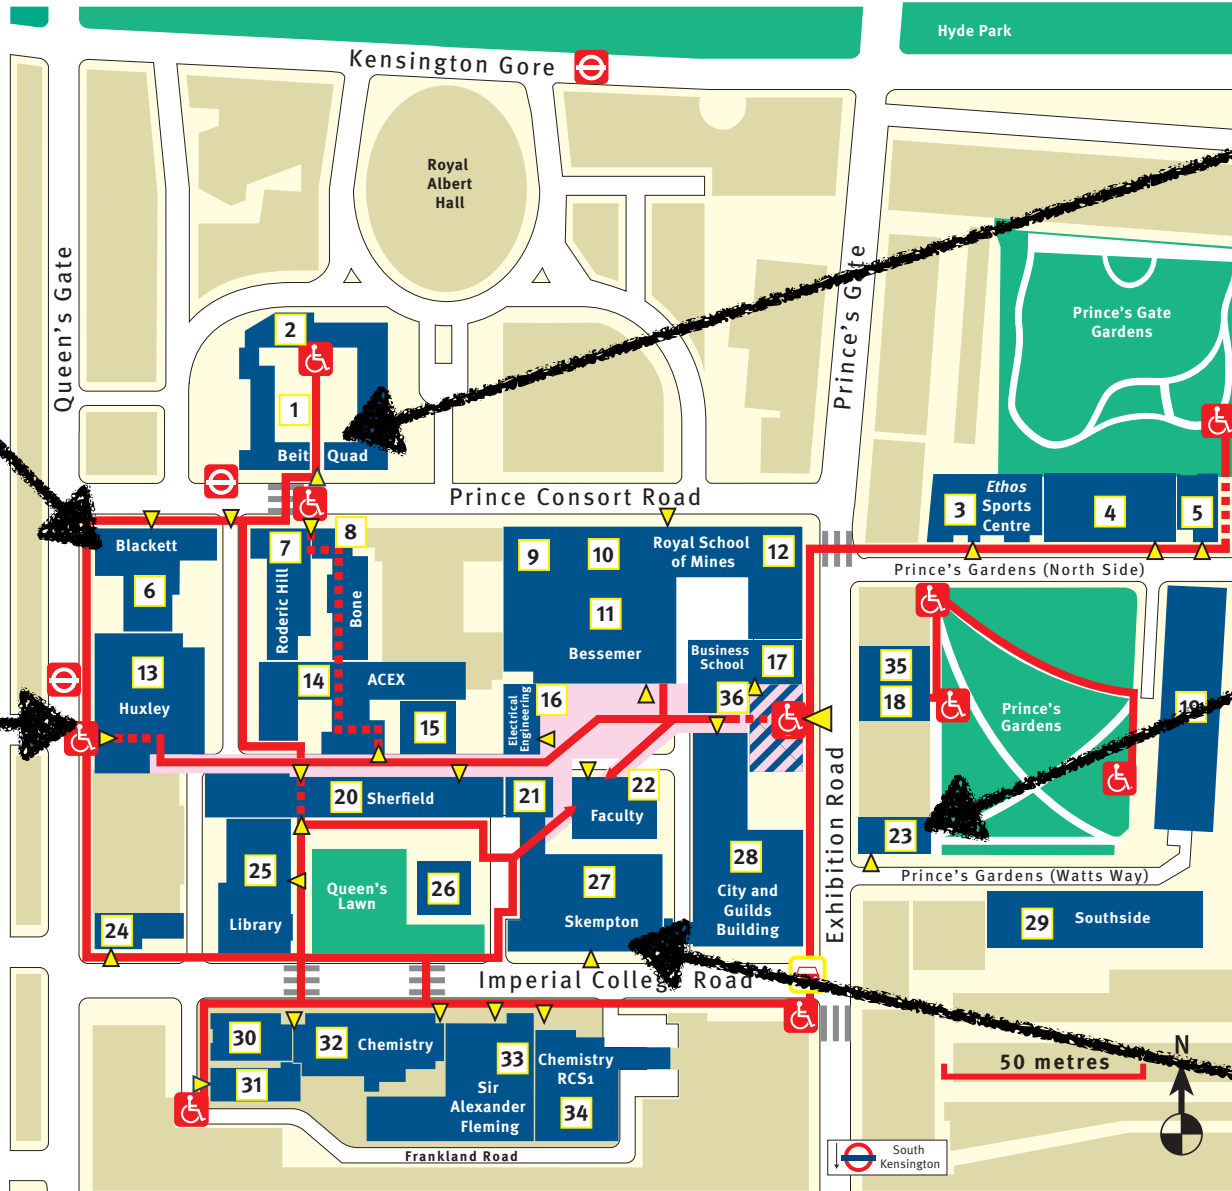 Hyde Park
Kensington Gore
Royal
Albert
Hall
Queen's Gate
Prince's Gate
Prince's Gate
Gardens
2
1
Beit Quad
Prince Consort Road
Ethos
Sports
Centre
3
4
5
Prince's Gardens (North Side)
Blackett
6
7
8
Roderic Hill
Bone
9
10
Royal School
of Mines
12
11
Bessemer
Business
School
17
13
Huxley
14
ACEX
15
Electrical
Engineering
16
36
35
18
Prince's
Gardens
19
20
Sherfield
21
22
Faculty
Exhibition Road
23
Prince's Gardens (Watts Way)
25
Library
Queen's
Lawn
26
27
Skempton
28
City and
Guilds
Building
24
29
Southside
Imperial College Road
30
31
32
Chemistry
33
Sir
Alexander
Fleming
Chemistry
RCS1
34
Frankland Road
50 metres
N
South
Kensington